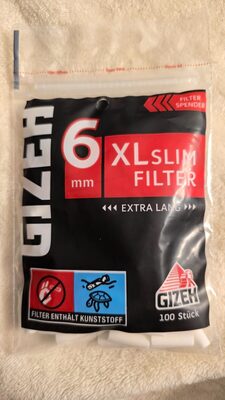 FILTER
SPENDER
GIZEH
6
mm
XL SLIM
FILTER
EXTRA LANG
FILTER ENTHÄLT KUNSTSTOFF
GIZEH
100 Stück